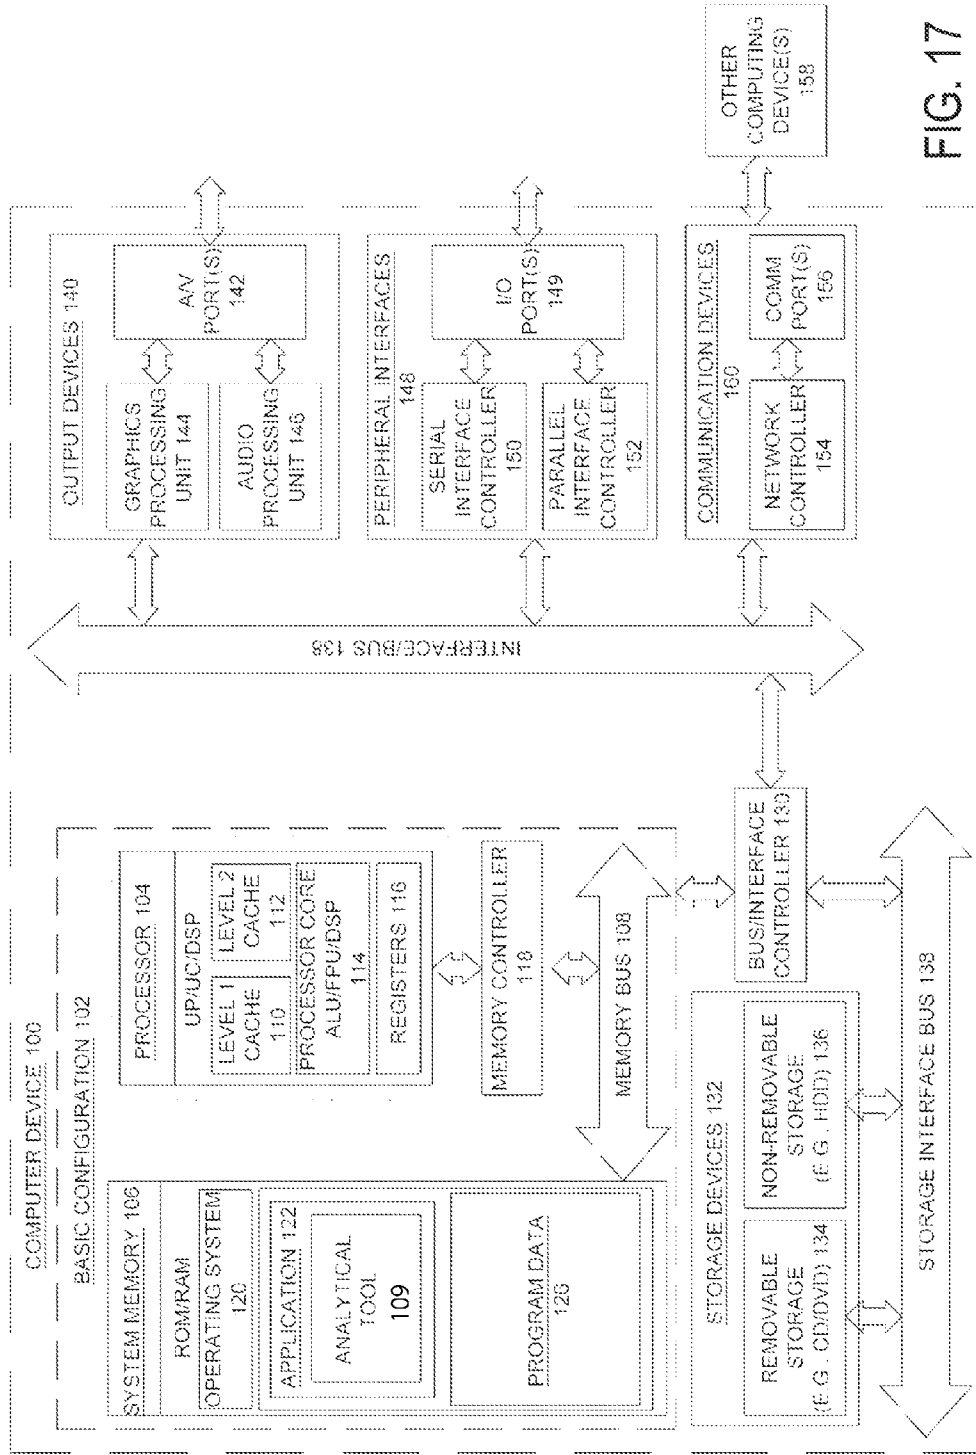 COMPUTER DEVICE 100
BASIC CONFIGURATION 102
SYSTEM MEMORY 106
ROM/RAM
OPERATING SYSTEM
120
APPLICATION 122
ANALYTICAL
TOOL
109
PROGRAM DATA
126
PROCESSOR 104
UP/UC/DSP
LEVEL 1
CACHE
110
LEVEL 2
CACHE
112
PROCESSOR CORE
ALU/FPU/DSP
114
REGISTERS 116
MEMORY CONTROLLER
118
MEMORY BUS 108
BUS/INTERFACE
CONTROLLER 130
STORAGE DEVICES 132
REMOVABLE
STORAGE
(E.G. CD/DVD) 134
NON-REMOVABLE
STORAGE
(E.G. HDD) 136
STORAGE INTERFACE BUS 138
INTERFACE/BUS 138
OUTPUT DEVICES 140
GRAPHICS
PROCESSING
UNIT 144
AUDIO
PROCESSING
UNIT 146
A/V
PORT(S)
142
PERIPHERAL INTERFACES
148
SERIAL
INTERFACE
CONTROLLER
150
PARALLEL
INTERFACE
CONTROLLER
152
I/O
PORT(S)
149
COMMUNICATION DEVICES
160
NETWORK
CONTROLLER
154
COMM
PORT(S)
156
OTHER
COMPUTING
DEVICE(S)
158
FIG. 17